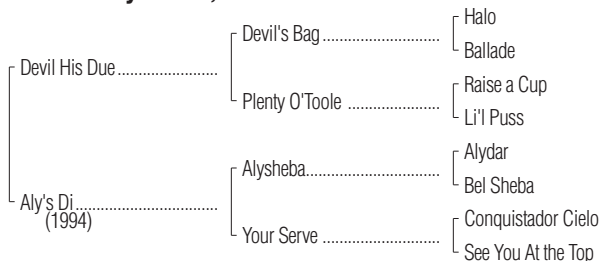 Halo
Devil's Bag
Ballade
Devil His Due
Raise a Cup
Plenty O'Toole
Li'l Puss
Alydar
Alysheba
Bel Sheba
Aly's Di
(1994)
Conquistador Cielo
Your Serve
See You At the Top